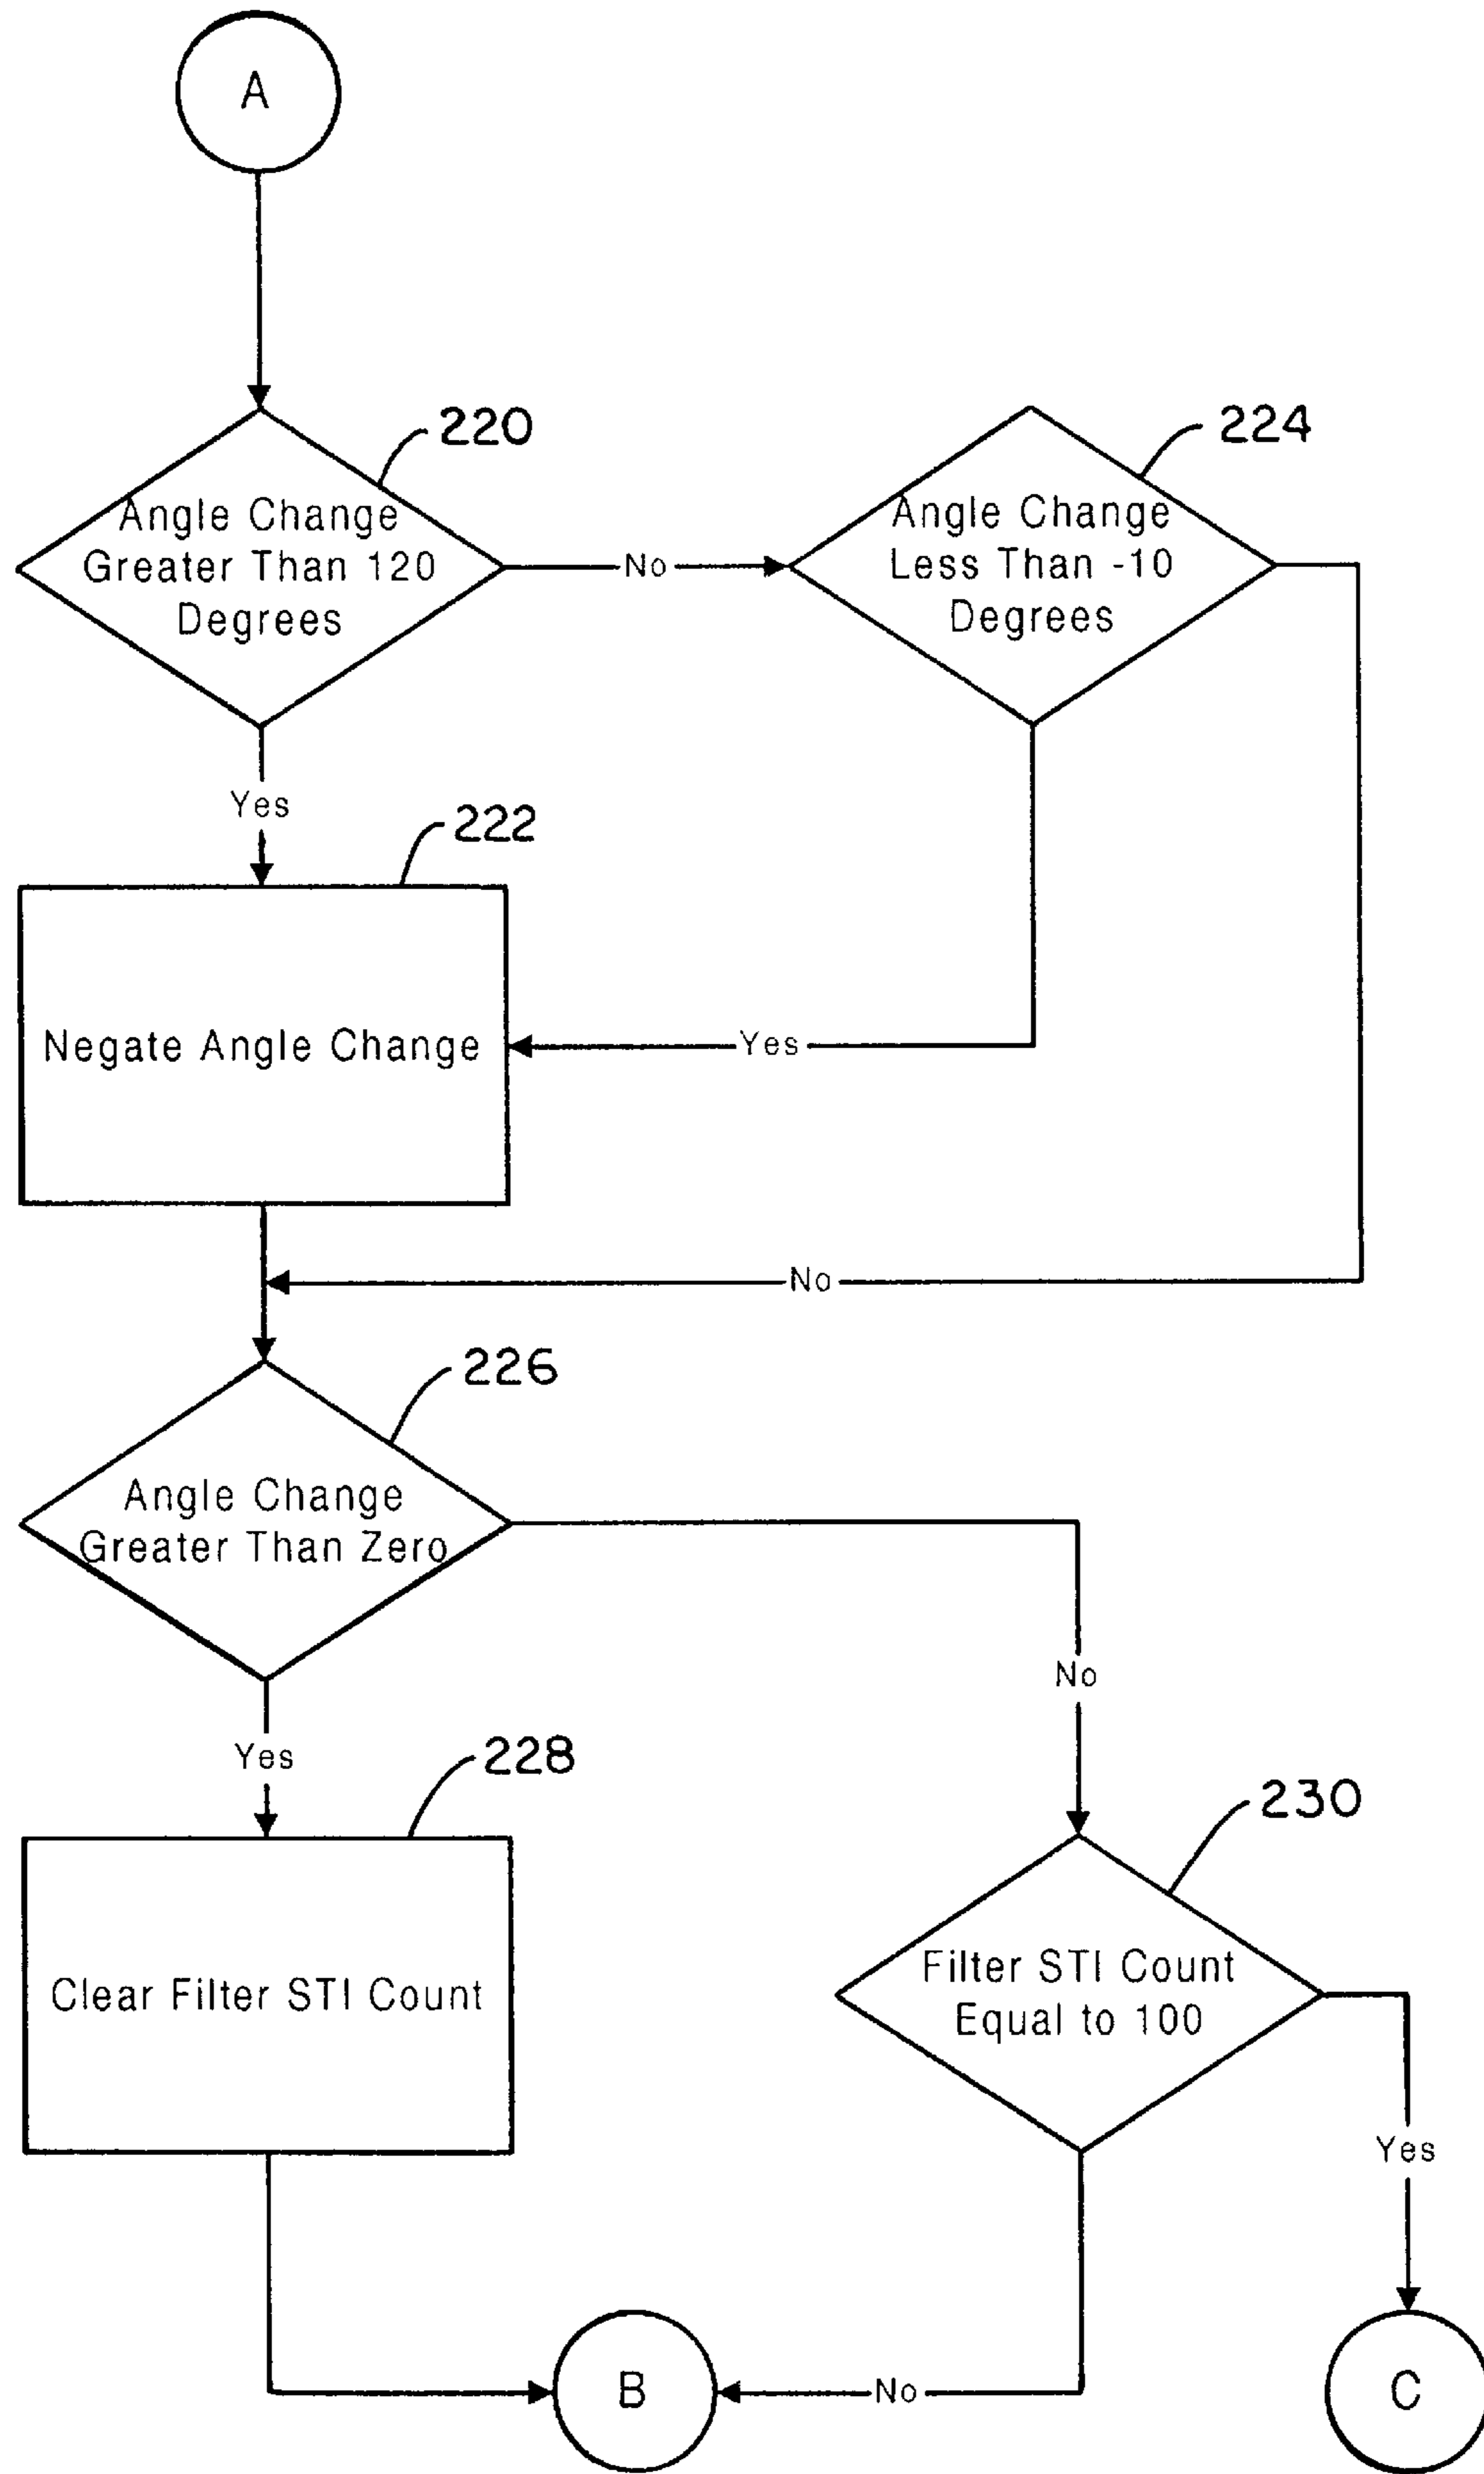 A
220
Angle Change
Greater Than 120
Degrees
No
224
Angle Change
Less Than -10
Degrees
Yes
222
Negate Angle Change
Yes
No
226
Angle Change
Greater Than Zero
No
Yes
228
Clear Filter STI Count
230
Filter STI Count
Equal to 100
Yes
B
No
C